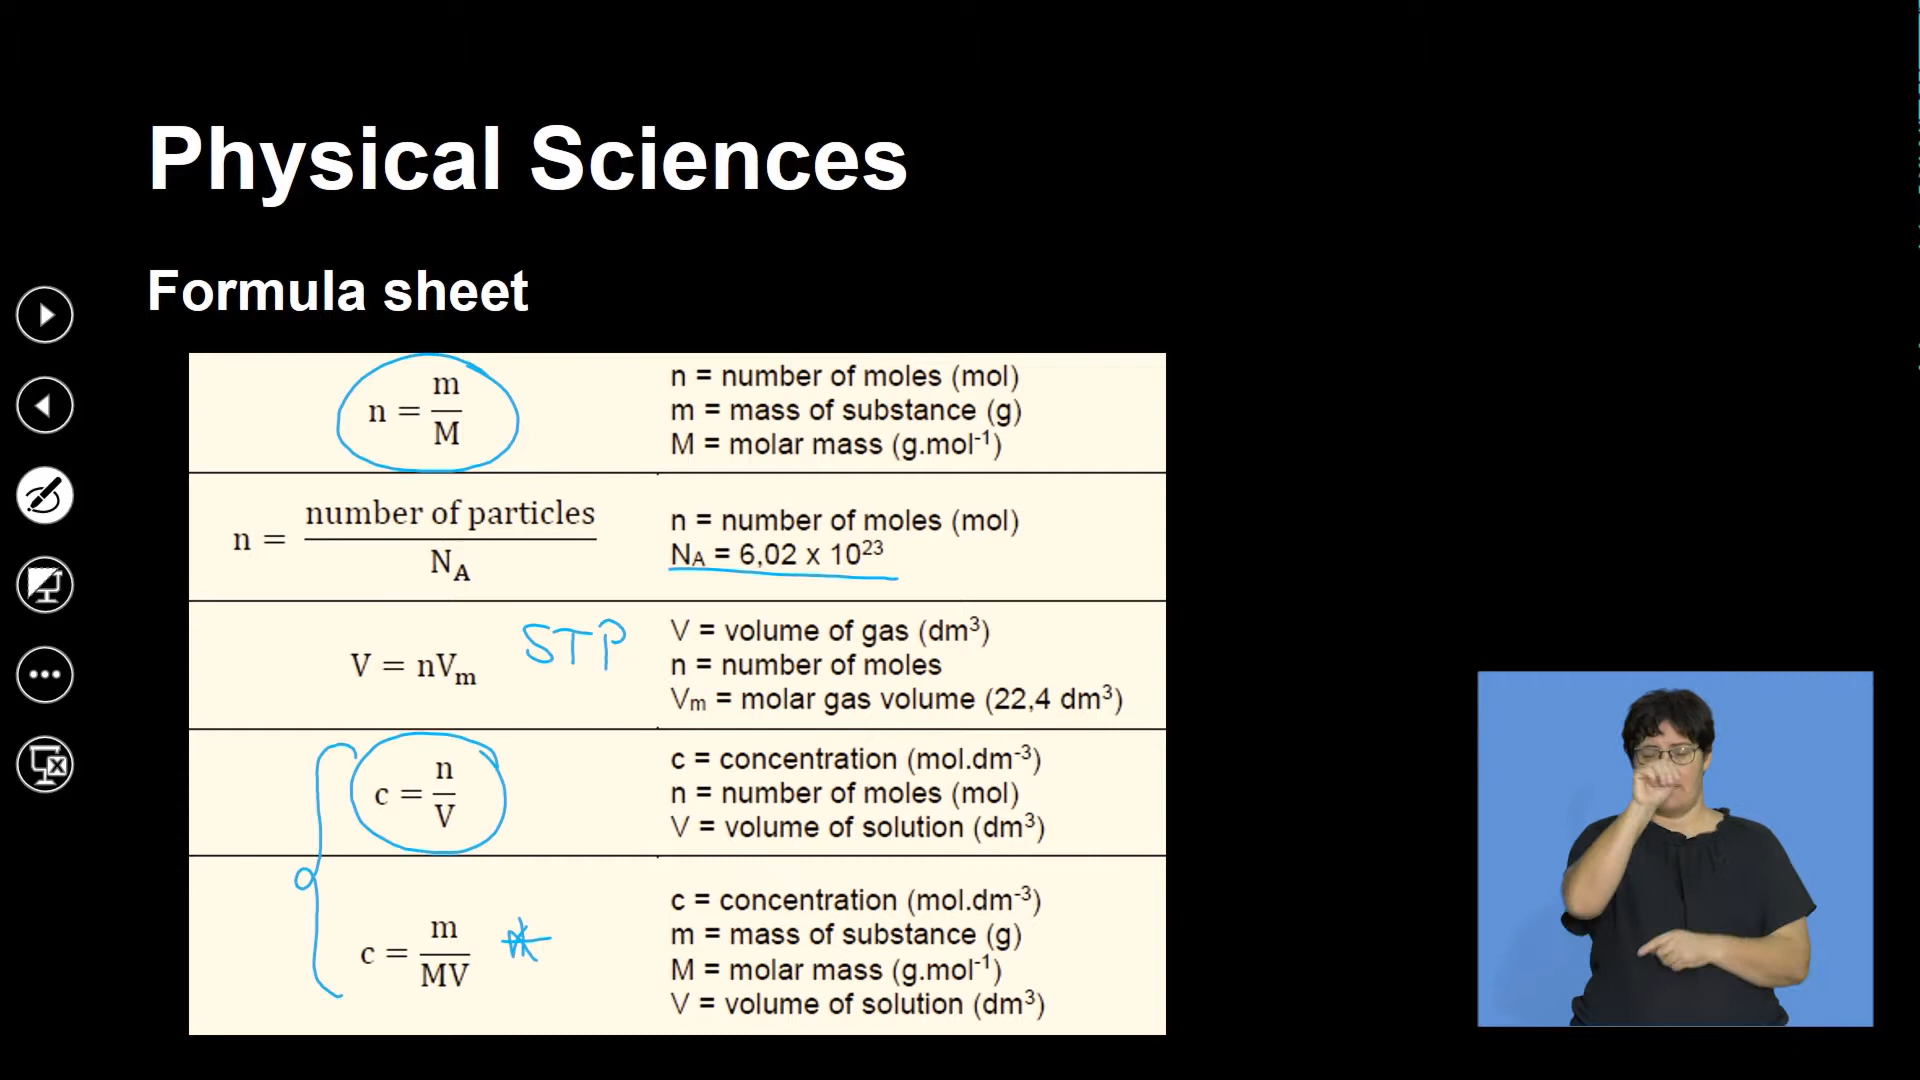 Physical Sciences
Formula sheet
n = m/M
n = number of moles (mol)
m = mass of substance (g)
M = molar mass (g.mol⁻¹)
n = number of particles/N_A
n = number of moles (mol)
N_A = 6,02 x 10²³
V = nVₘ
STP
V = volume of gas (dm³)
n = number of moles
Vₘ = molar gas volume (22,4 dm³)
c = n/V
c = concentration (mol.dm⁻³)
n = number of moles (mol)
V = volume of solution (dm³)
c = m/MV
c = concentration (mol.dm⁻³)
m = mass of substance (g)
M = molar mass (g.mol⁻¹)
V = volume of solution (dm³)